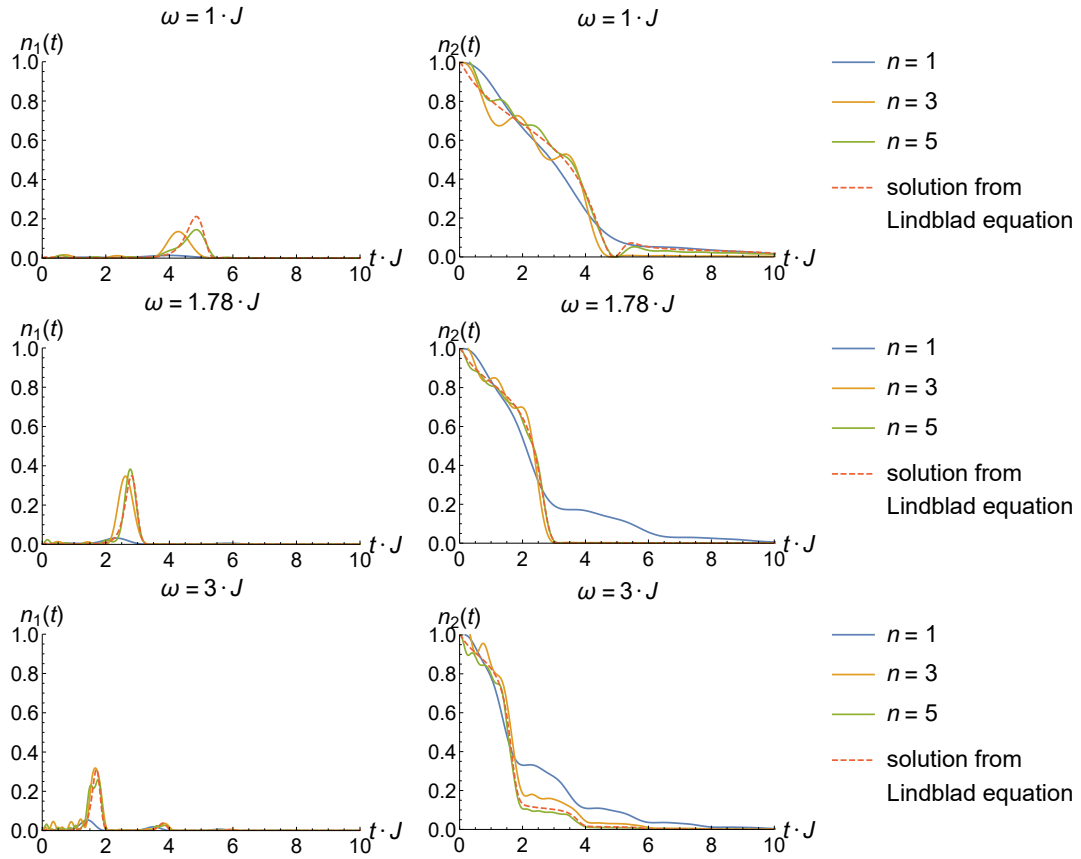 ω = 1 · J
ω = 1 · J
n1(t)
1.0
0.8
0.6
0.4
0.2
0.0
0 2 4 6 8 10
t · J
n2(t)
1.0
0.8
0.6
0.4
0.2
0.0
0 2 4 6 8 10
t · J
n = 1
n = 3
n = 5
solution from
Lindblad equation
ω = 1.78 · J
ω = 1.78 · J
n1(t)
1.0
0.8
0.6
0.4
0.2
0.0
0 2 4 6 8 10
t · J
n2(t)
1.0
0.8
0.6
0.4
0.2
0.0
0 2 4 6 8 10
t · J
n = 1
n = 3
n = 5
solution from
Lindblad equation
ω = 3 · J
ω = 3 · J
n1(t)
1.0
0.8
0.6
0.4
0.2
0.0
0 2 4 6 8 10
t · J
n2(t)
1.0
0.8
0.6
0.4
0.2
0.0
0 2 4 6 8 10
t · J
n = 1
n = 3
n = 5
solution from
Lindblad equation